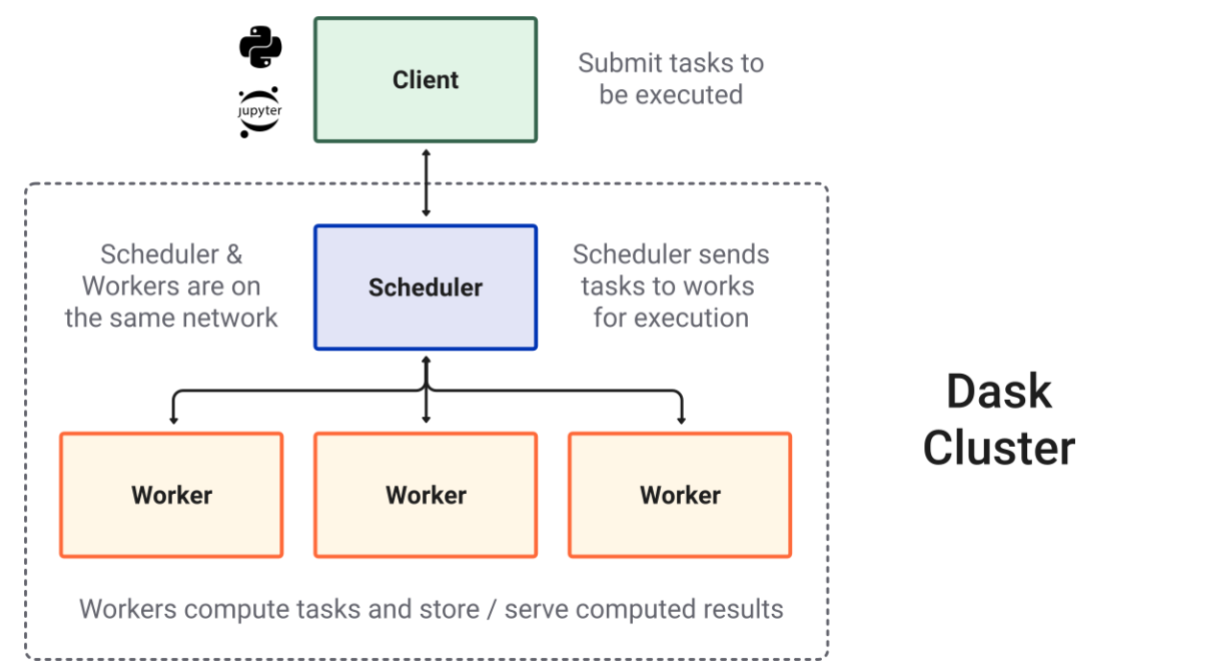 Client
Submit tasks to
be executed
jupyter
Scheduler &
Workers are on
the same network
Scheduler
Scheduler sends
tasks to works
for execution
Dask
Cluster
Worker
Worker
Worker
Workers compute tasks and store / serve computed results